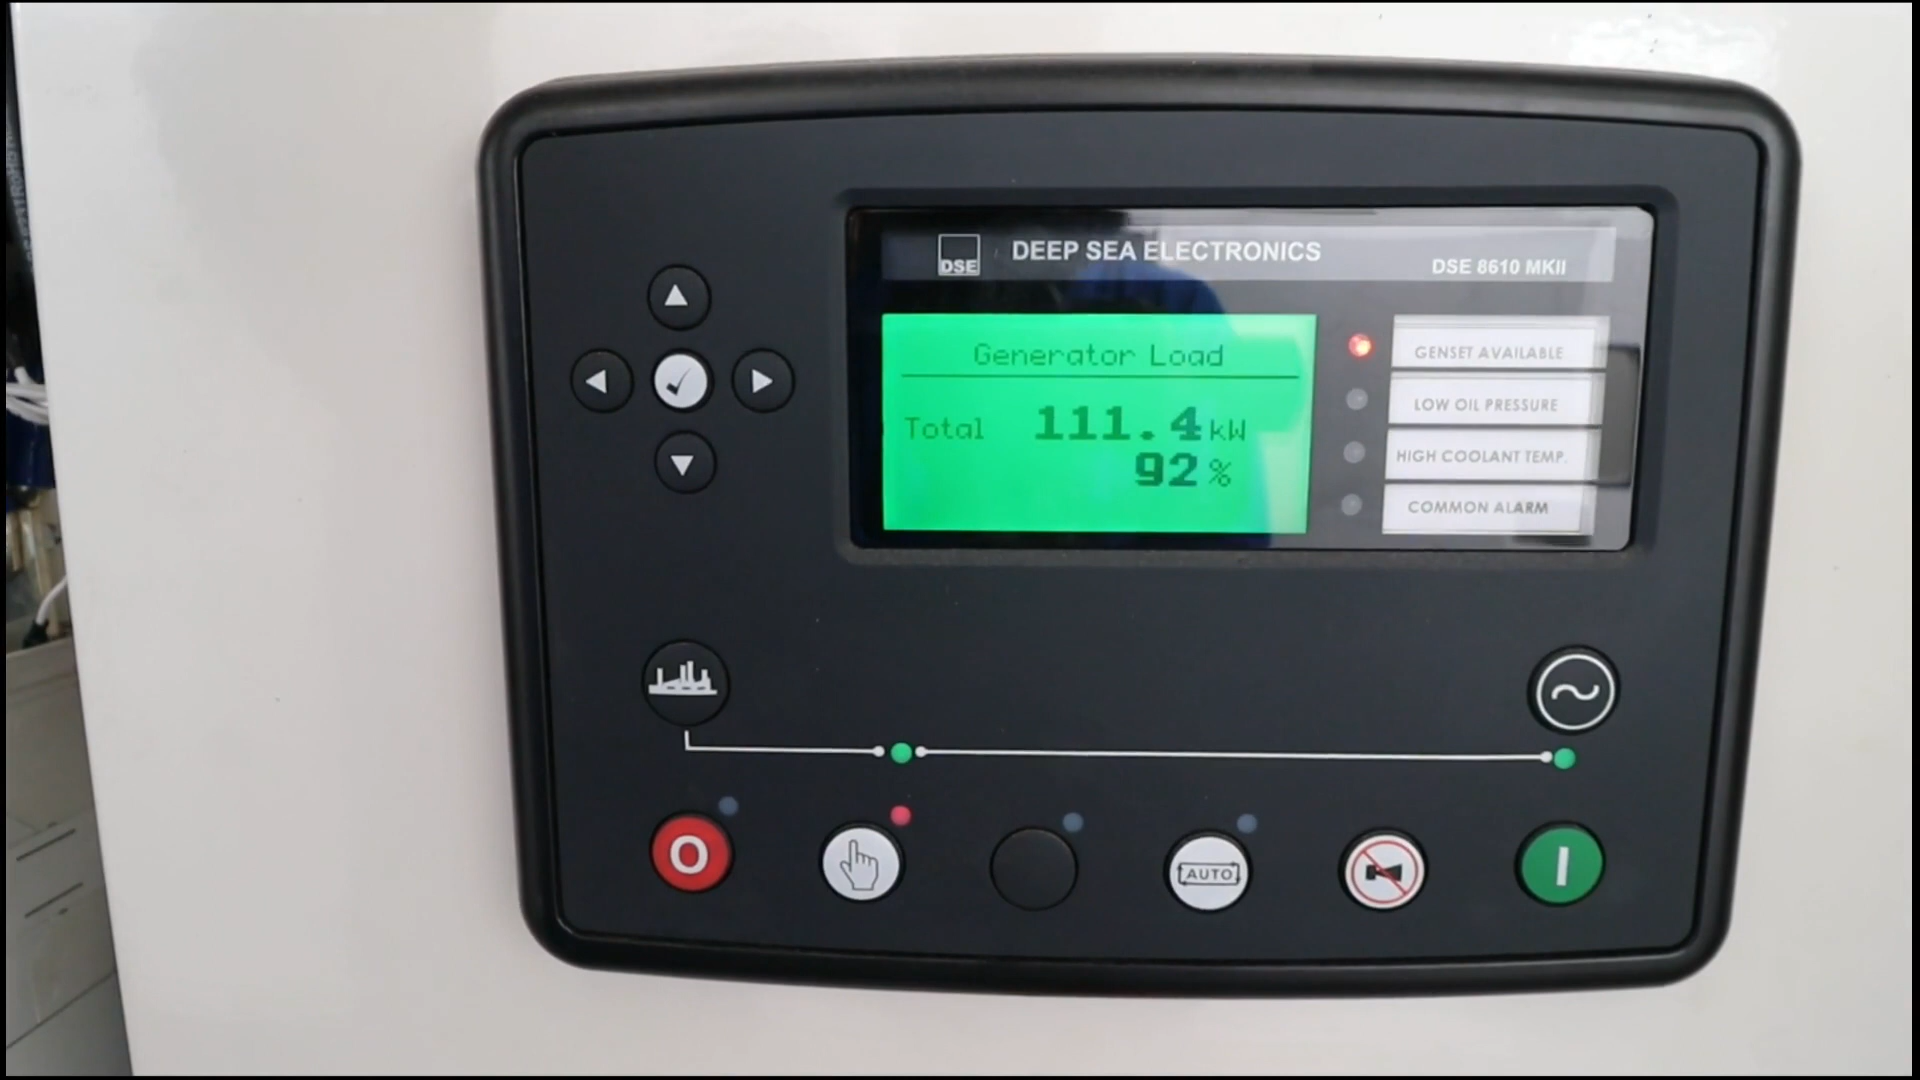 DSE DEEP SEA ELECTRONICS
DSE 8610 MKII
Generator Load
Total 111.4 kW
92 %
GENSET AVAILABLE
LOW OIL PRESSURE
HIGH COOLANT TEMP.
COMMON ALARM
O
AUTO
I